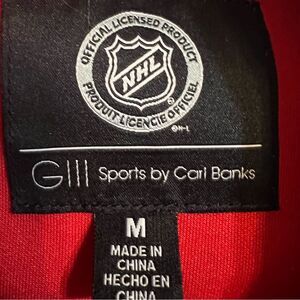 OFFICIAL LICENSED PRODUCT
NHL
PRODUIT LICENCIÉ OFFICIEL
GIII Sports by Carl Banks
M
MADE IN
CHINA
HECHO EN
CHINA